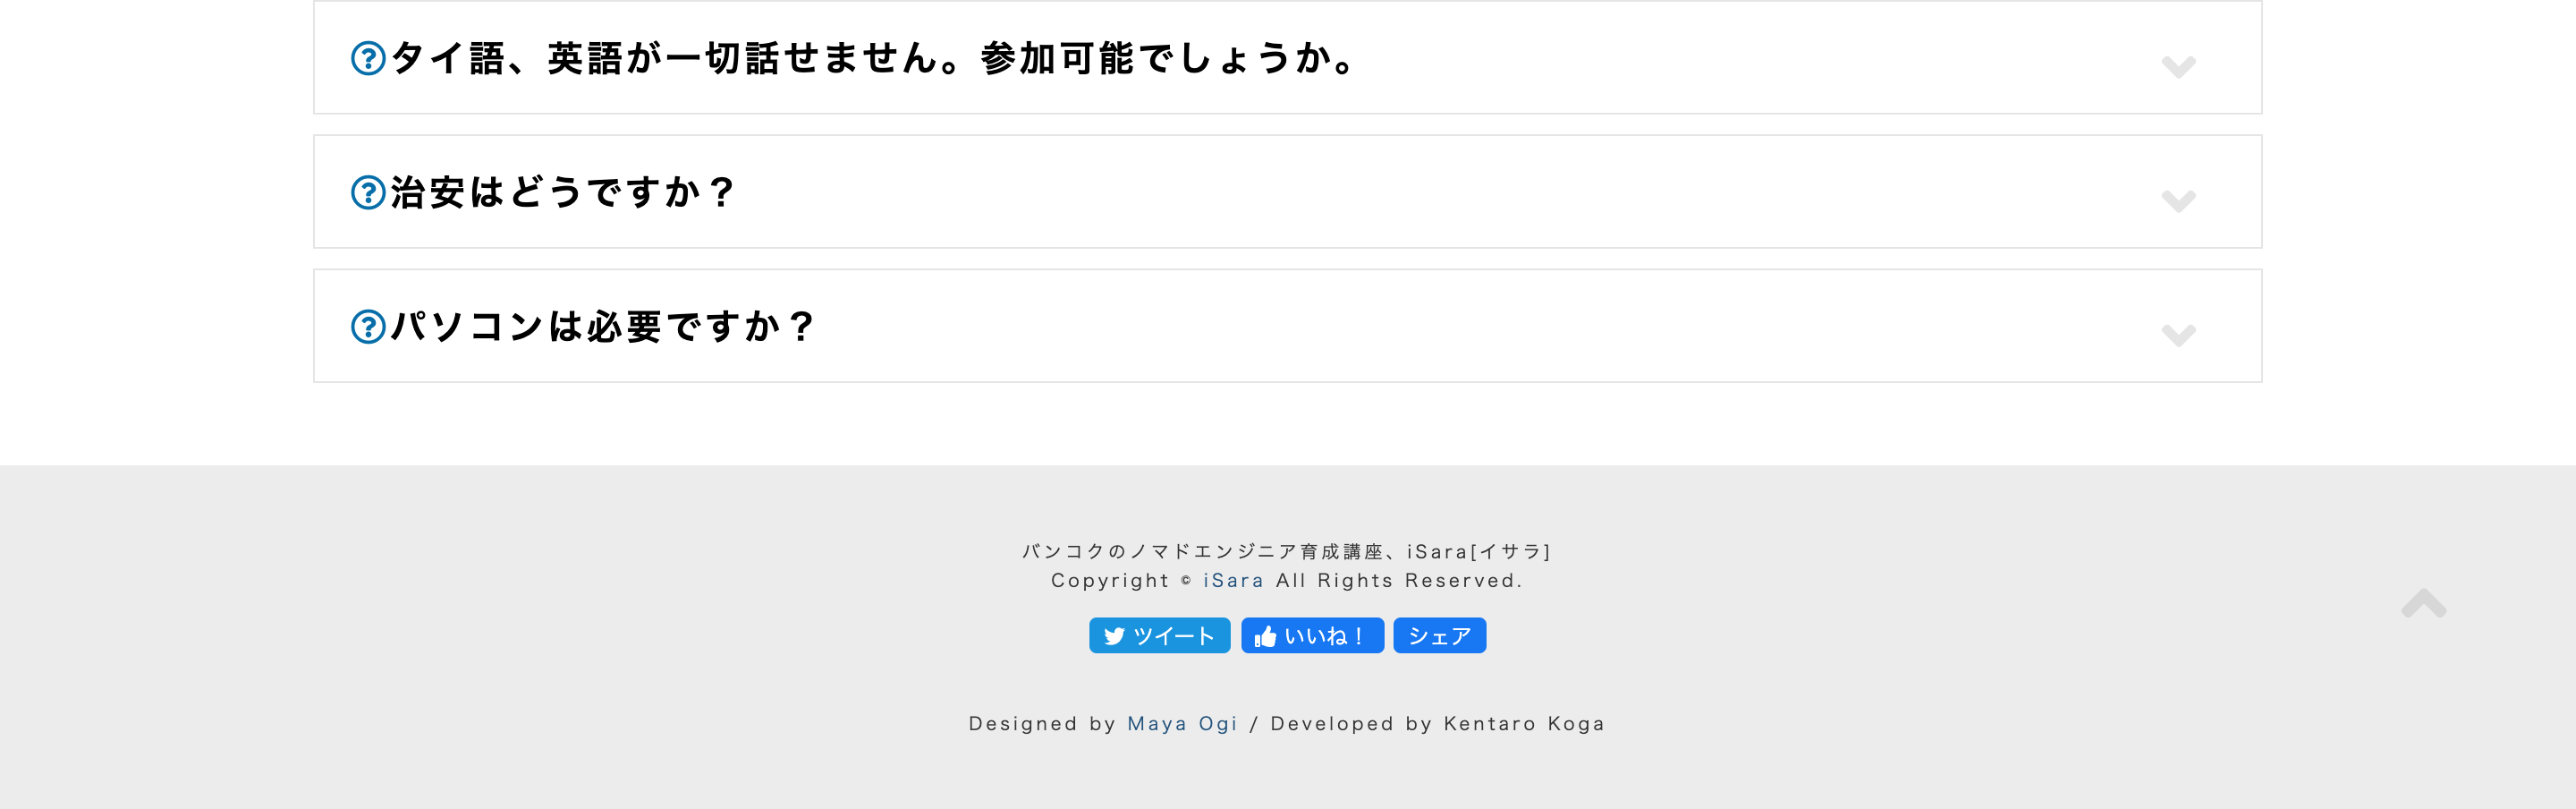 タイ語、英語が一切話せません。参加可能でしょうか。
治安はどうですか？
パソコンは必要ですか？
バンコクのノマドエンジニア育成講座、iSara[イサラ]
Copyright © iSara All Rights Reserved.
ツイート いいね！ シェア
Designed by Maya Ogi / Developed by Kentaro Koga